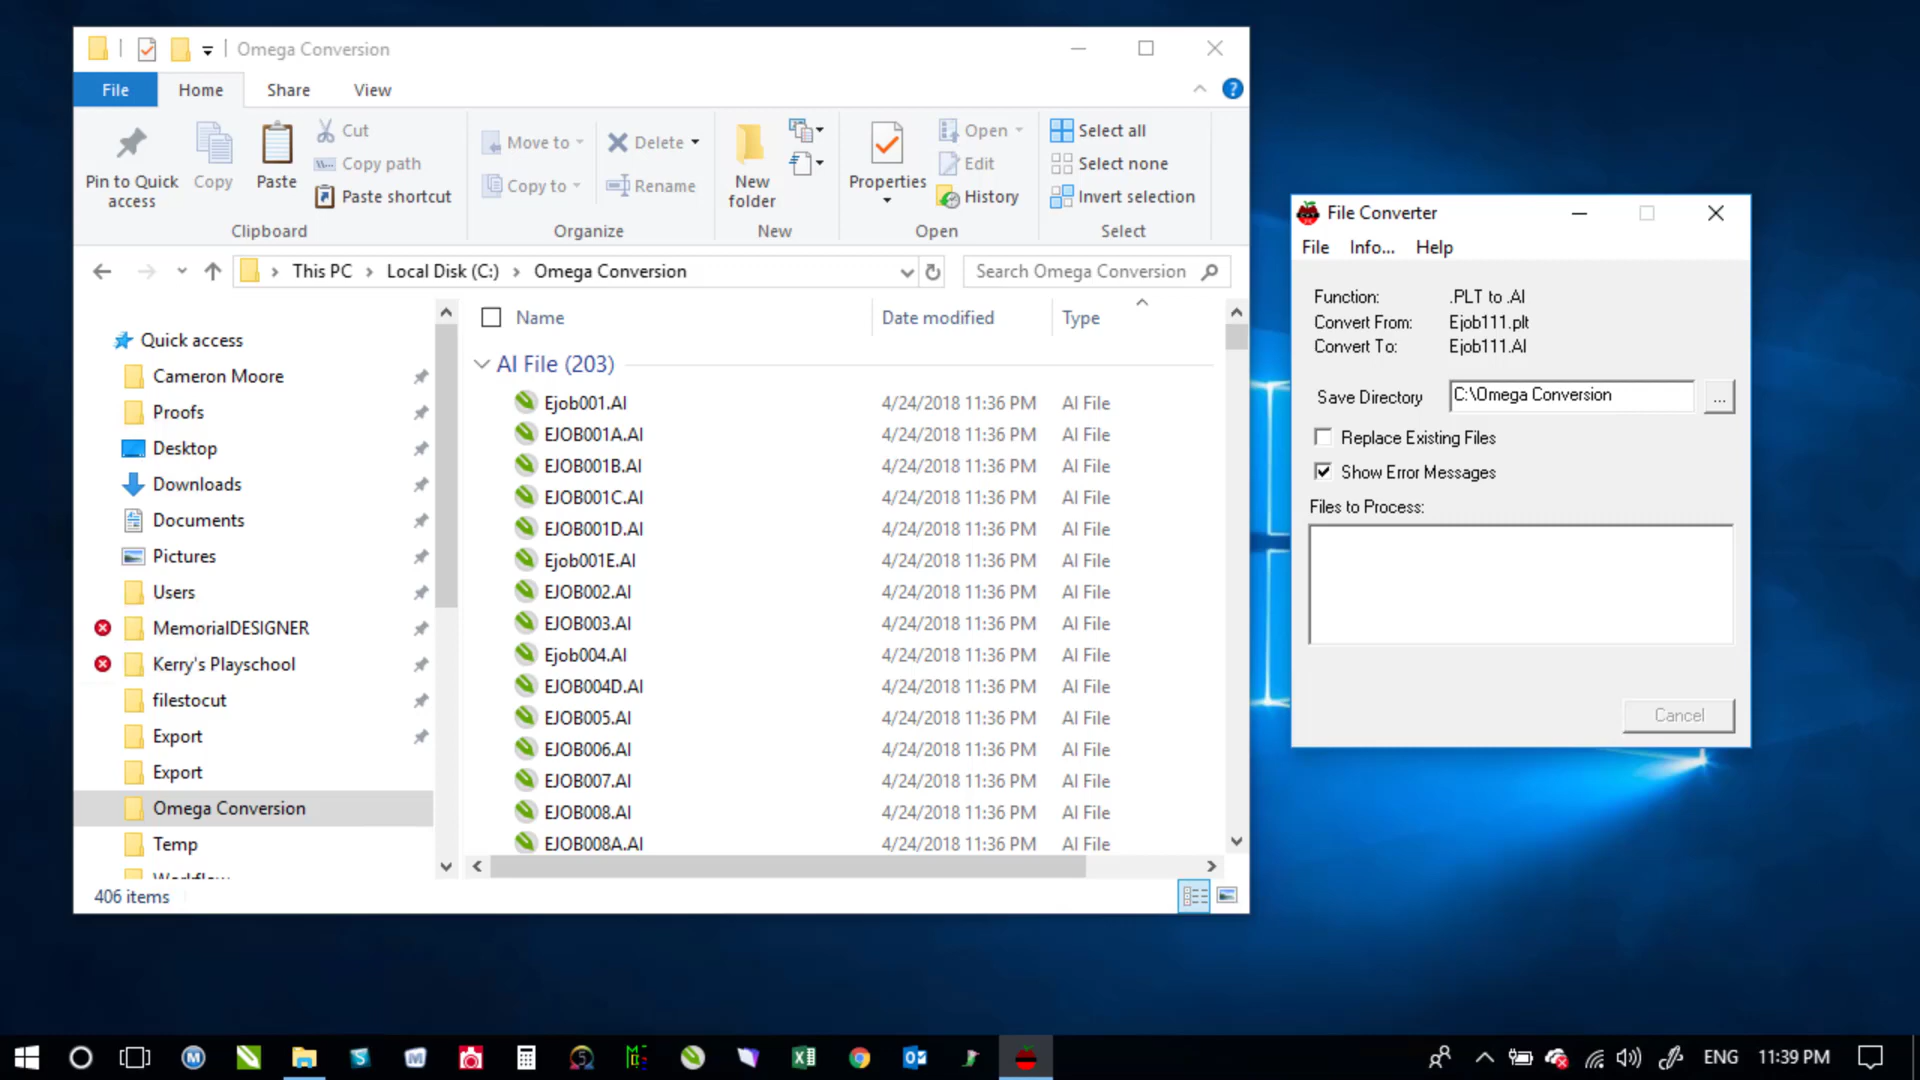 Omega Conversion
File Home Share View
Pin to Quick access
Copy
Paste
Cut
Copy path
Paste shortcut
Clipboard
Move to
Copy to
Delete
Rename
Organize
New folder
New
Properties
Open
Edit
History
Open
Select all
Select none
Invert selection
Select
This PC Local Disk (C:) Omega Conversion
Search Omega Conversion
Quick access
Cameron Moore
Proofs
Desktop
Downloads
Documents
Pictures
Users
MemorialDESIGNER
Kerry's Playschool
filestocut
Export
Export
Omega Conversion
Temp
Workflow
Name Date modified Type
AI File (203)
Ejob001.AI 4/24/2018 11:36 PM AI File
EJOB001A.AI 4/24/2018 11:36 PM AI File
EJOB001B.AI 4/24/2018 11:36 PM AI File
EJOB001C.AI 4/24/2018 11:36 PM AI File
EJOB001D.AI 4/24/2018 11:36 PM AI File
Ejob001E.AI 4/24/2018 11:36 PM AI File
EJOB002.AI 4/24/2018 11:36 PM AI File
EJOB003.AI 4/24/2018 11:36 PM AI File
Ejob004.AI 4/24/2018 11:36 PM AI File
EJOB004D.AI 4/24/2018 11:36 PM AI File
EJOB005.AI 4/24/2018 11:36 PM AI File
EJOB006.AI 4/24/2018 11:36 PM AI File
EJOB007.AI 4/24/2018 11:36 PM AI File
EJOB008.AI 4/24/2018 11:36 PM AI File
EJOB008A.AI 4/24/2018 11:36 PM AI File
406 items
File Converter
File Info... Help
Function: .PLT to .AI
Convert From: Ejob111.plt
Convert To: Ejob111.AI
Save Directory C:\Omega Conversion ...
Replace Existing Files
Show Error Messages
Files to Process:
Cancel
ENG 11:39 PM